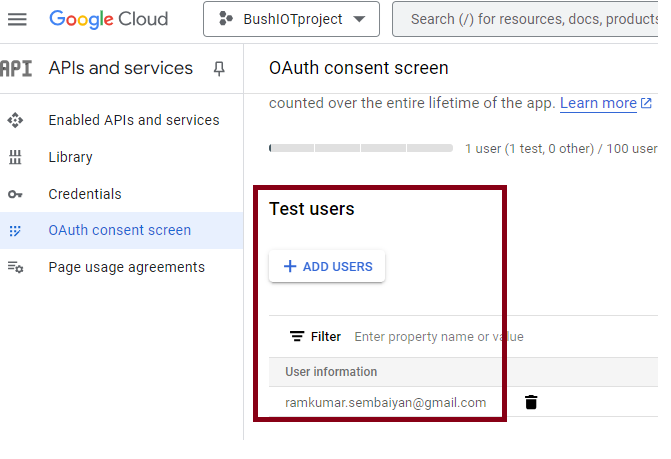 Google Cloud
BushIOTproject
Search (/) for resources, docs, products
API
APIs and services
OAuth consent screen
counted over the entire lifetime of the app. Learn more
Enabled APIs and services
1 user (1 test, 0 other) / 100 user
Library
Credentials
Test users
OAuth consent screen
Page usage agreements
+ ADD USERS
Filter Enter property name or value
User information
ramkumar.sembaiyan@gmail.com